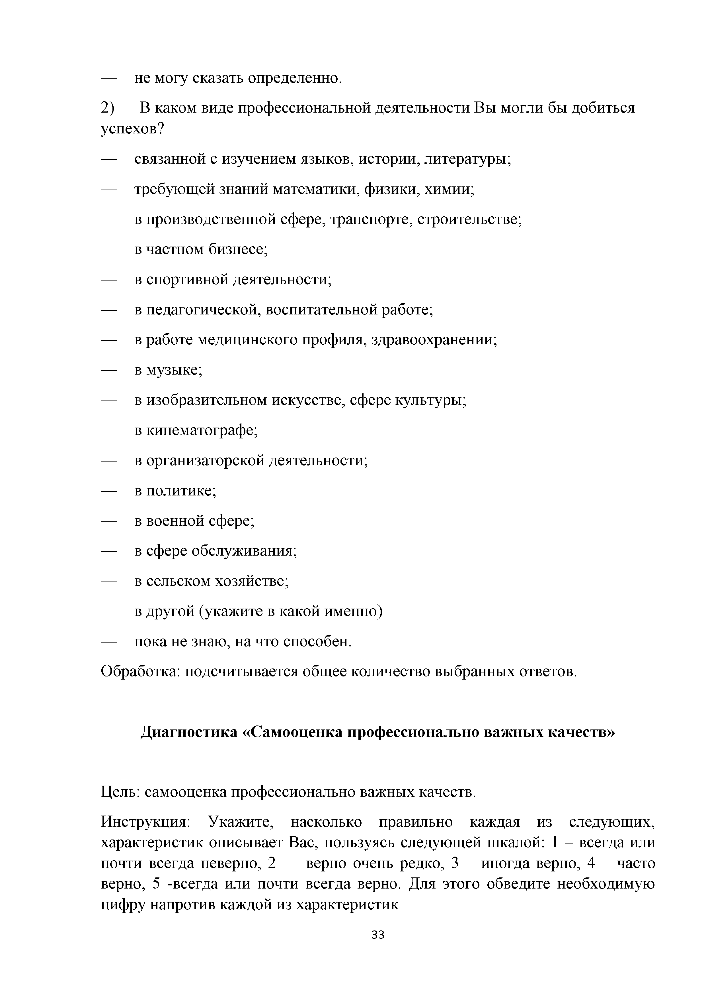 — не могу сказать определенно.
2) В каком виде профессиональной деятельности Вы могли бы добиться
успехов?
— связанной с изучением языков, истории, литературы;
— требующей знаний математики, физики, химии;
— в производственной сфере, транспорте, строительстве;
— в частном бизнесе;
— в спортивной деятельности;
— в педагогической, воспитательной работе;
— в работе медицинского профиля, здравоохранении;
— в музыке;
— в изобразительном искусстве, сфере культуры;
— в кинематографе;
— в организаторской деятельности;
— в политике;
— в военной сфере;
— в сфере обслуживания;
— в сельском хозяйстве;
— в другой (укажите в какой именно)
— пока не знаю, на что способен.
Обработка: подсчитывается общее количество выбранных ответов.
Диагностика «Самооценка профессионально важных качеств»
Цель: самооценка профессионально важных качеств.
Инструкция: Укажите, насколько правильно каждая из следующих,
характеристик описывает Вас, пользуясь следующей шкалой: 1 – всегда или
почти всегда неверно, 2 — верно очень редко, 3 – иногда верно, 4 – часто
верно, 5 -всегда или почти всегда верно. Для этого обведите необходимую
цифру напротив каждой из характеристик
33